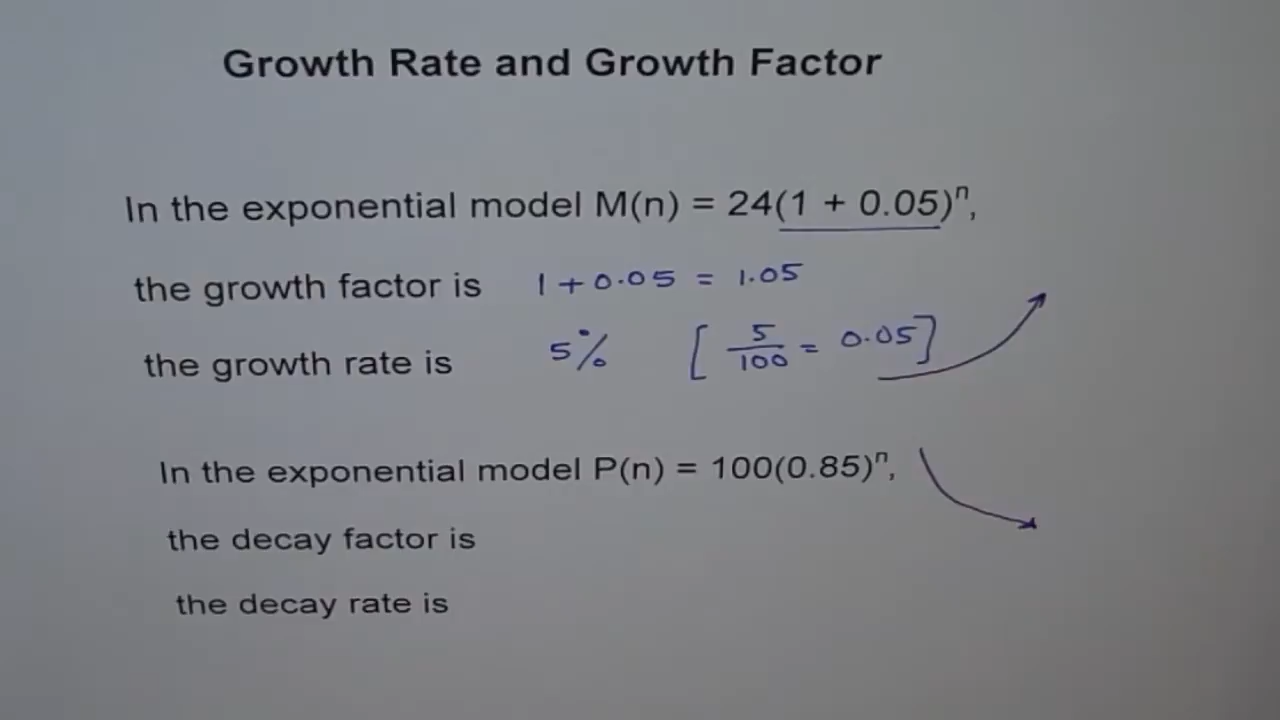 Growth Rate and Growth Factor
In the exponential model M(n) = 24(1 + 0.05)ⁿ,
the growth factor is 1 + 0.05 = 1.05
the growth rate is 5% [ 5/100 = 0.05 ]
In the exponential model P(n) = 100(0.85)ⁿ,
the decay factor is
the decay rate is